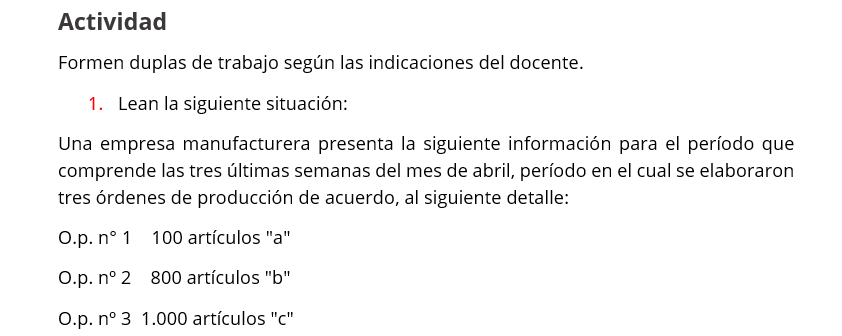 Actividad
Formen duplas de trabajo según las indicaciones del docente.
1. Lean la siguiente situación:
Una empresa manufacturera presenta la siguiente información para el período que
comprende las tres últimas semanas del mes de abril, período en el cual se elaboraron
tres órdenes de producción de acuerdo, al siguiente detalle:
O.p. n° 1 100 artículos "a"
O.p. nº 2 800 artículos "b"
O.p. nº 3 1.000 artículos "c"